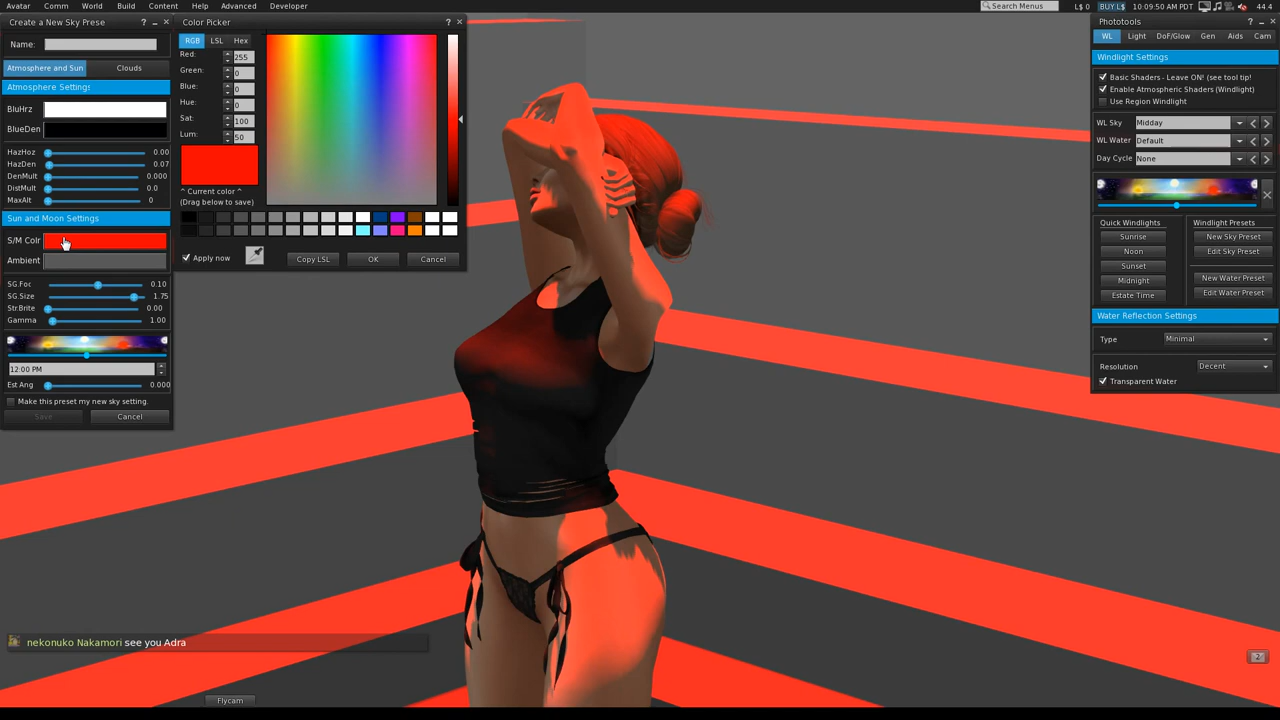 Avatar Comm World Build Content Help Advanced Developer
Search Menus L$ 0 BUY L$ 10:09:50 AM PDT 44.4
Create a New Sky Prese ?
Name:
Atmosphere and Sun Clouds
Atmosphere Settings
BluHrz
BlueDen
HazHoz 0.00
HazDen 0.07
DenMult 0.000
DistMult 0.0
MaxAlt 0
Sun and Moon Settings
S/M Colr
Ambient
SG.Foc 0.10
SG.Size 1.75
Str.Brite 0.00
Gamma 1.00
12:00 PM
Est Ang 0.000
Make this preset my new sky setting.
Save Cancel
Color Picker ?
RGB LSL Hex
Red: 255
Green: 0
Blue: 0
Hue: 0
Sat: 100
Lum: 50
^ Current color ^
(Drag below to save)
Apply now Copy LSL OK Cancel
Phototools ?
WL Light DoF/Glow Gen Aids Cam
Windlight Settings
Basic Shaders - Leave ON! (see tool tip!
Enable Atmospheric Shaders (Windlight)
Use Region Windlight
WL Sky Midday
WL Water Default
Day Cycle None
Quick Windlights Windlight Presets
Sunrise New Sky Preset
Noon Edit Sky Preset
Sunset
Midnight New Water Preset
Estate Time Edit Water Preset
Water Reflection Settings
Type Minimal
Resolution Decent
Transparent Water
nekonuko Nakamori see you Adra
Flycam